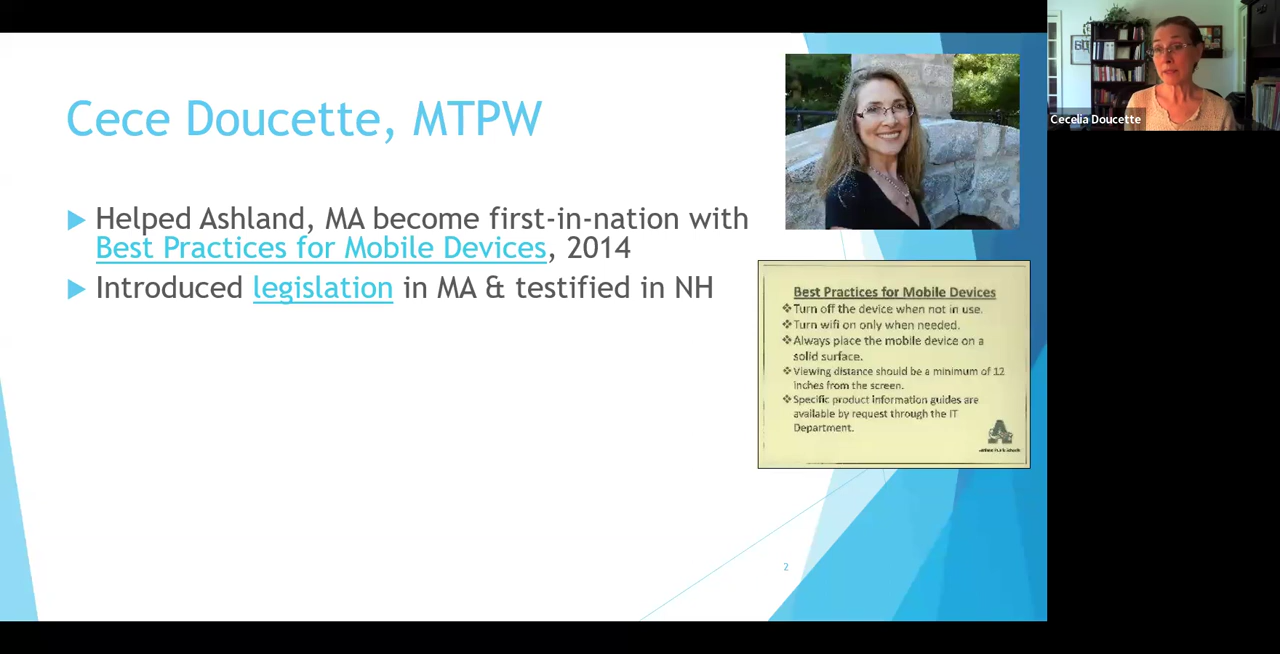 Cece Doucette, MTPW
Helped Ashland, MA become first-in-nation with
Best Practices for Mobile Devices, 2014
Introduced legislation in MA & testified in NH
Best Practices for Mobile Devices
Turn off the device when not in use.
Turn wifi on only when needed.
Always place the mobile device on a
solid surface.
Viewing distance should be a minimum of 12
inches from the screen.
Specific product information guides are
available by request through the IT
Department.
A
2
Cecelia Doucette